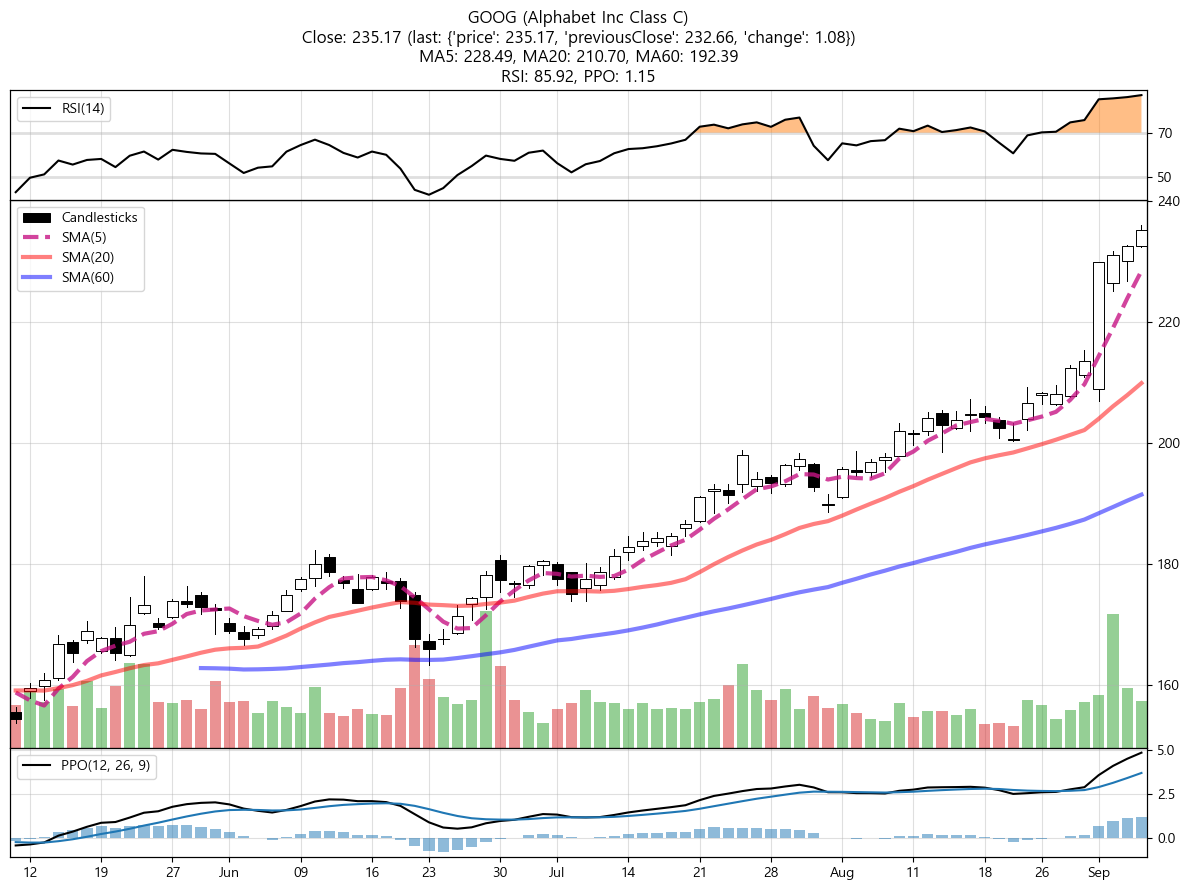 GOOG (Alphabet Inc Class C)
Close: 235.17 (last: {'price': 235.17, 'previousClose': 232.66, 'change': 1.08})
MA5: 228.49, MA20: 210.70, MA60: 192.39
RSI: 85.92, PPO: 1.15
RSI(14)
70
50
240
Candlesticks
SMA(5)
SMA(20)
SMA(60)
220
200
180
160
5.0
PPO(12, 26, 9)
2.5
0.0
12 19 27 Jun 09 16 23 30 Jul 14 21 28 Aug 11 18 26 Sep